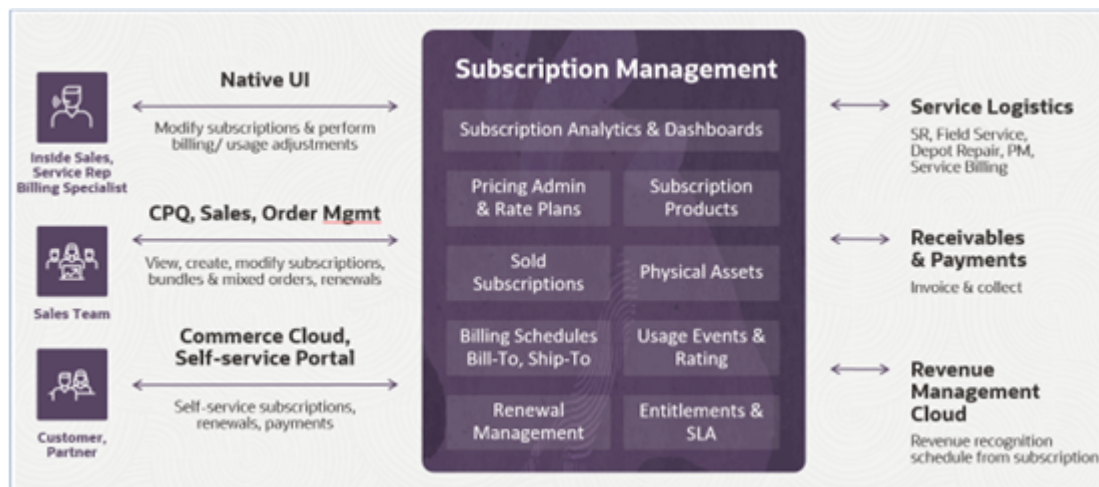 Inside Sales,
Service Rep
Billing Specialist
Native UI
Modify subscriptions & perform
billing/ usage adjustments
Sales Team
CPQ, Sales, Order Mgmt
View, create, modify subscriptions,
bundles & mixed orders, renewals
Customer,
Partner
Commerce Cloud,
Self-service Portal
Self-service subscriptions,
renewals, payments
Subscription Management
Subscription Analytics & Dashboards
Pricing Admin
& Rate Plans
Subscription
Products
Sold
Subscriptions
Physical Assets
Billing Schedules
Bill-To, Ship-To
Usage Events &
Rating
Renewal
Management
Entitlements &
SLA
Service Logistics
SR, Field Service,
Depot Repair, PM,
Service Billing
Receivables
& Payments
Invoice & collect
Revenue
Management
Cloud
Revenue recognition
schedule from subscription